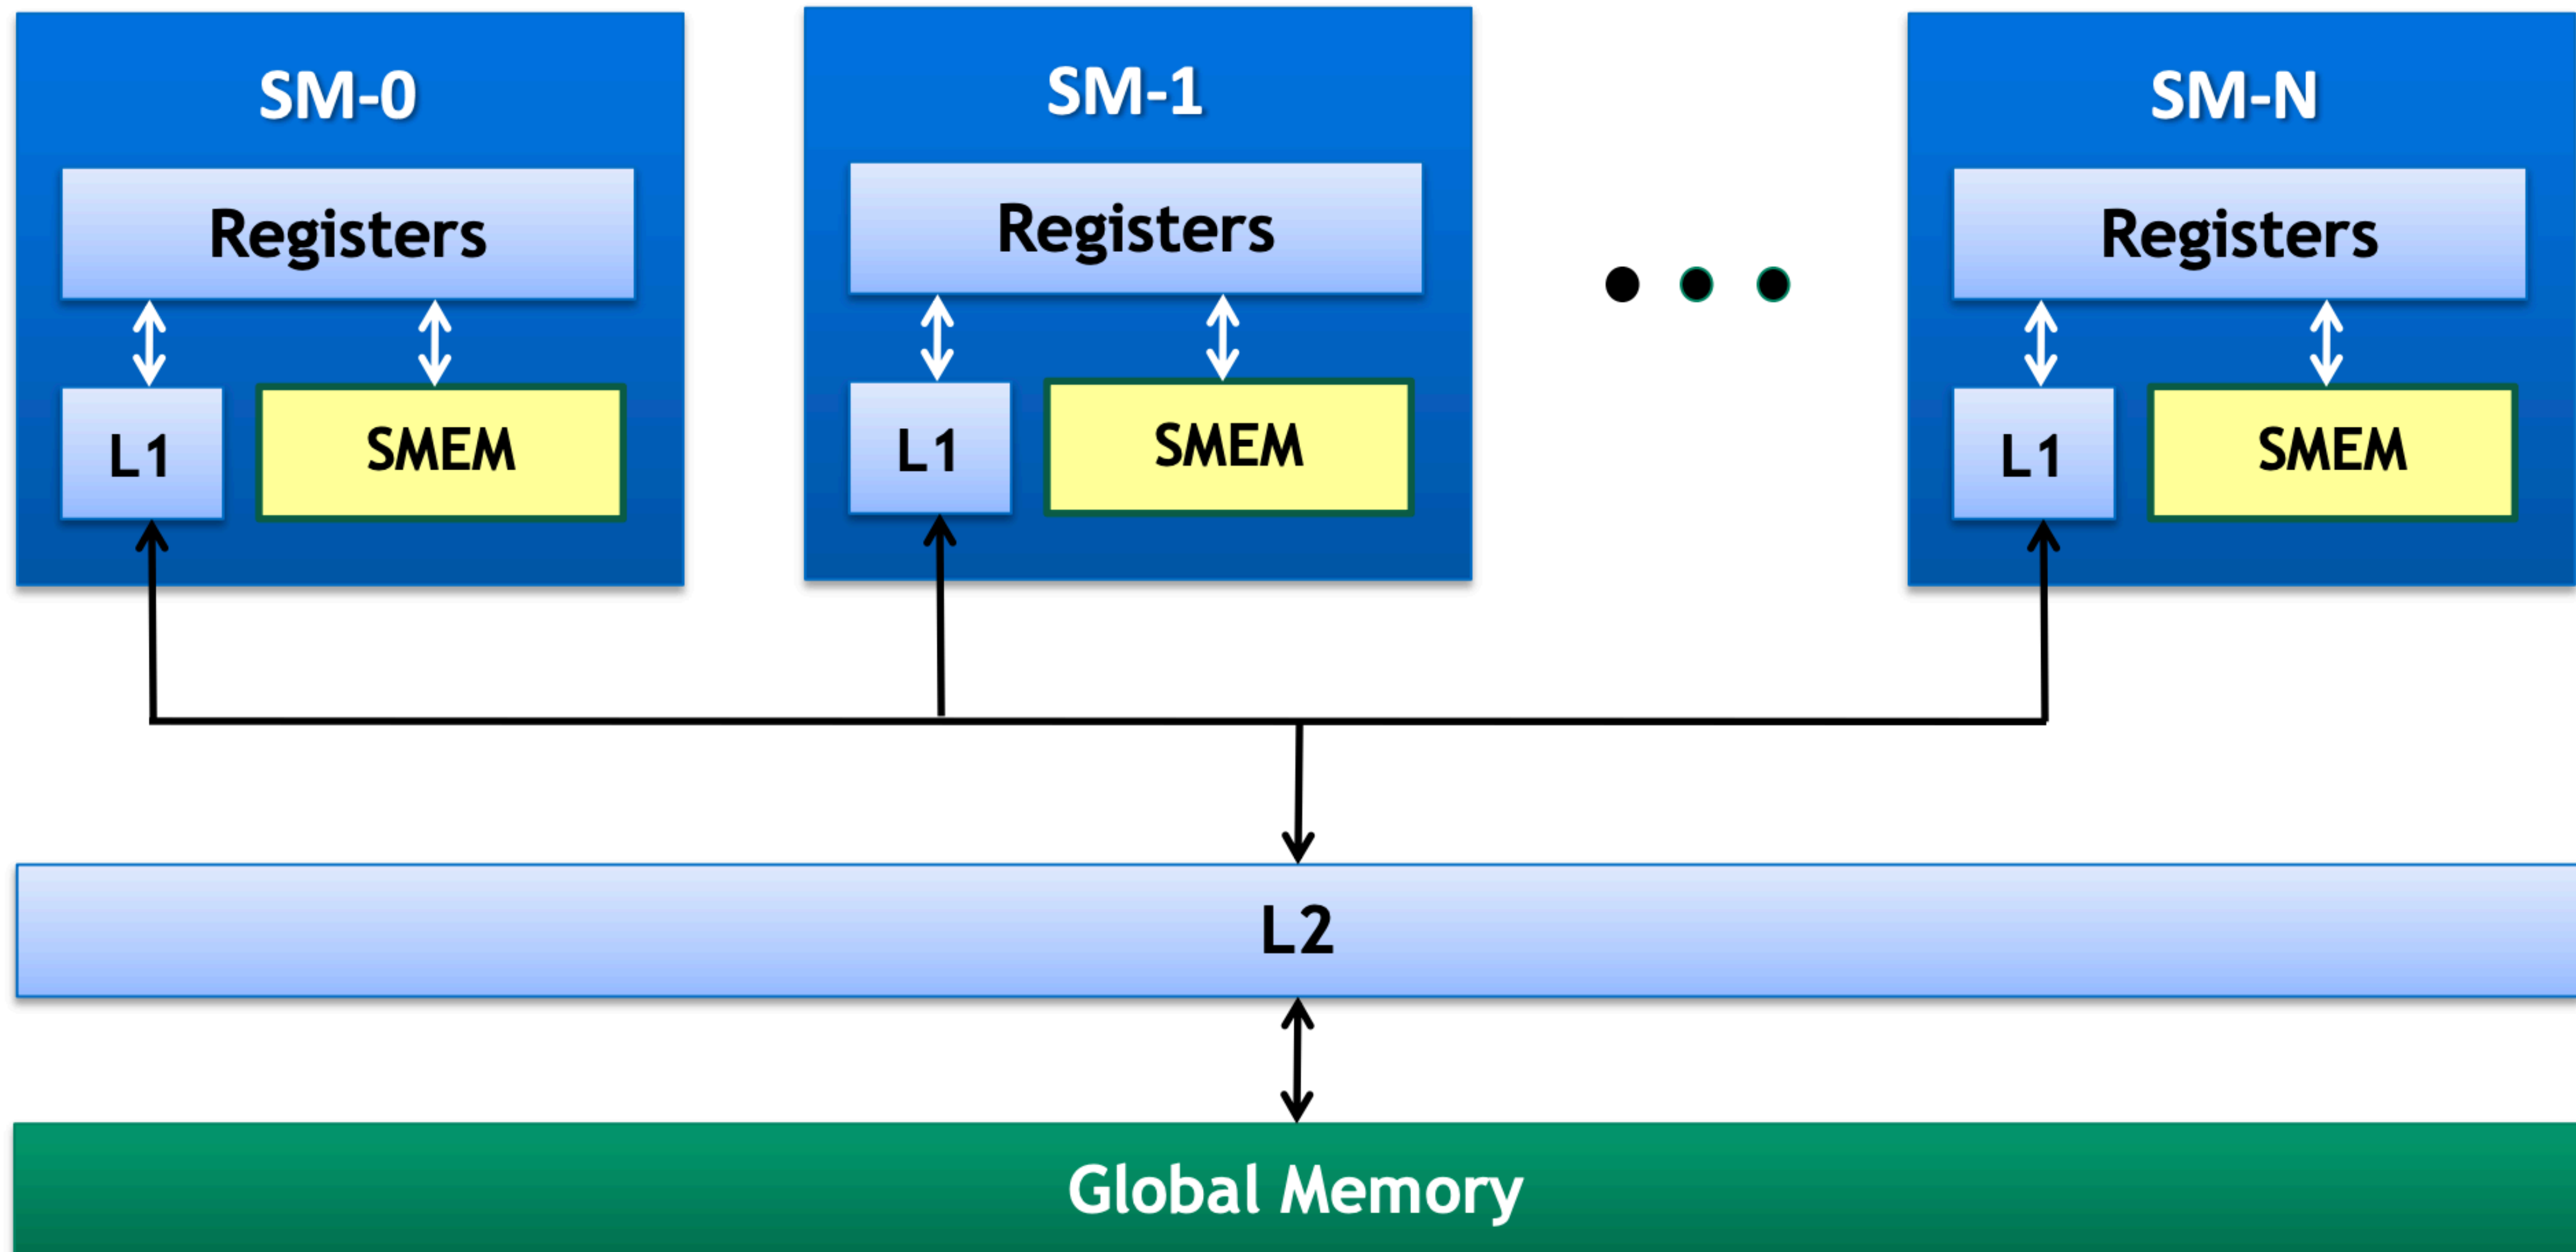 SM-0
SM-1
SM-N
Registers
Registers
Registers
L1
SMEM
L1
SMEM
L1
SMEM
L2
Global Memory